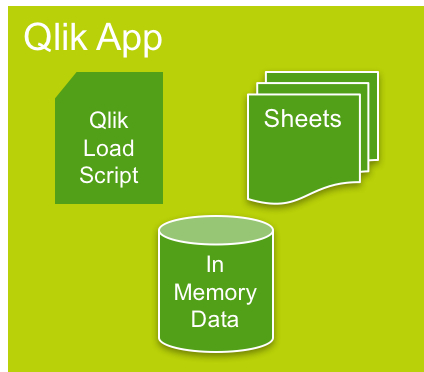 Qlik App
Qlik
Load
Script
Sheets
In
Memory
Data